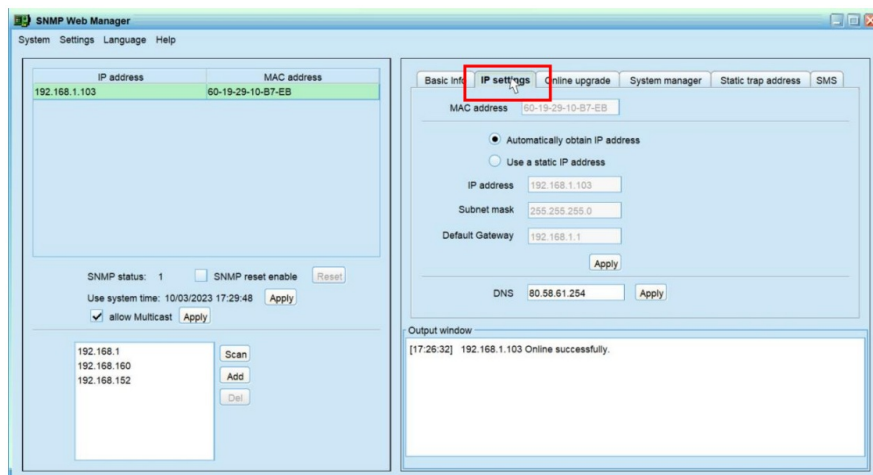 SNMP Web Manager
System Settings Language Help
IP address MAC address
192.168.1.103 60-19-29-10-B7-EB
SNMP status: 1 SNMP reset enable Reset
Use system time: 10/03/2023 17:29:48 Apply
allow Multicast Apply
192.168.1
192.168.160
192.168.152
Scan
Add
Del
Basic Info IP settings Online upgrade System manager Static trap address SMS
MAC address 60-19-29-10-B7-EB
Automatically obtain IP address
Use a static IP address
IP address 192.168.1.103
Subnet mask 255.255.255.0
Default Gateway 192.168.1.1
Apply
DNS 80.58.61.254 Apply
Output window
[17:26:32] 192.168.1.103 Online successfully.